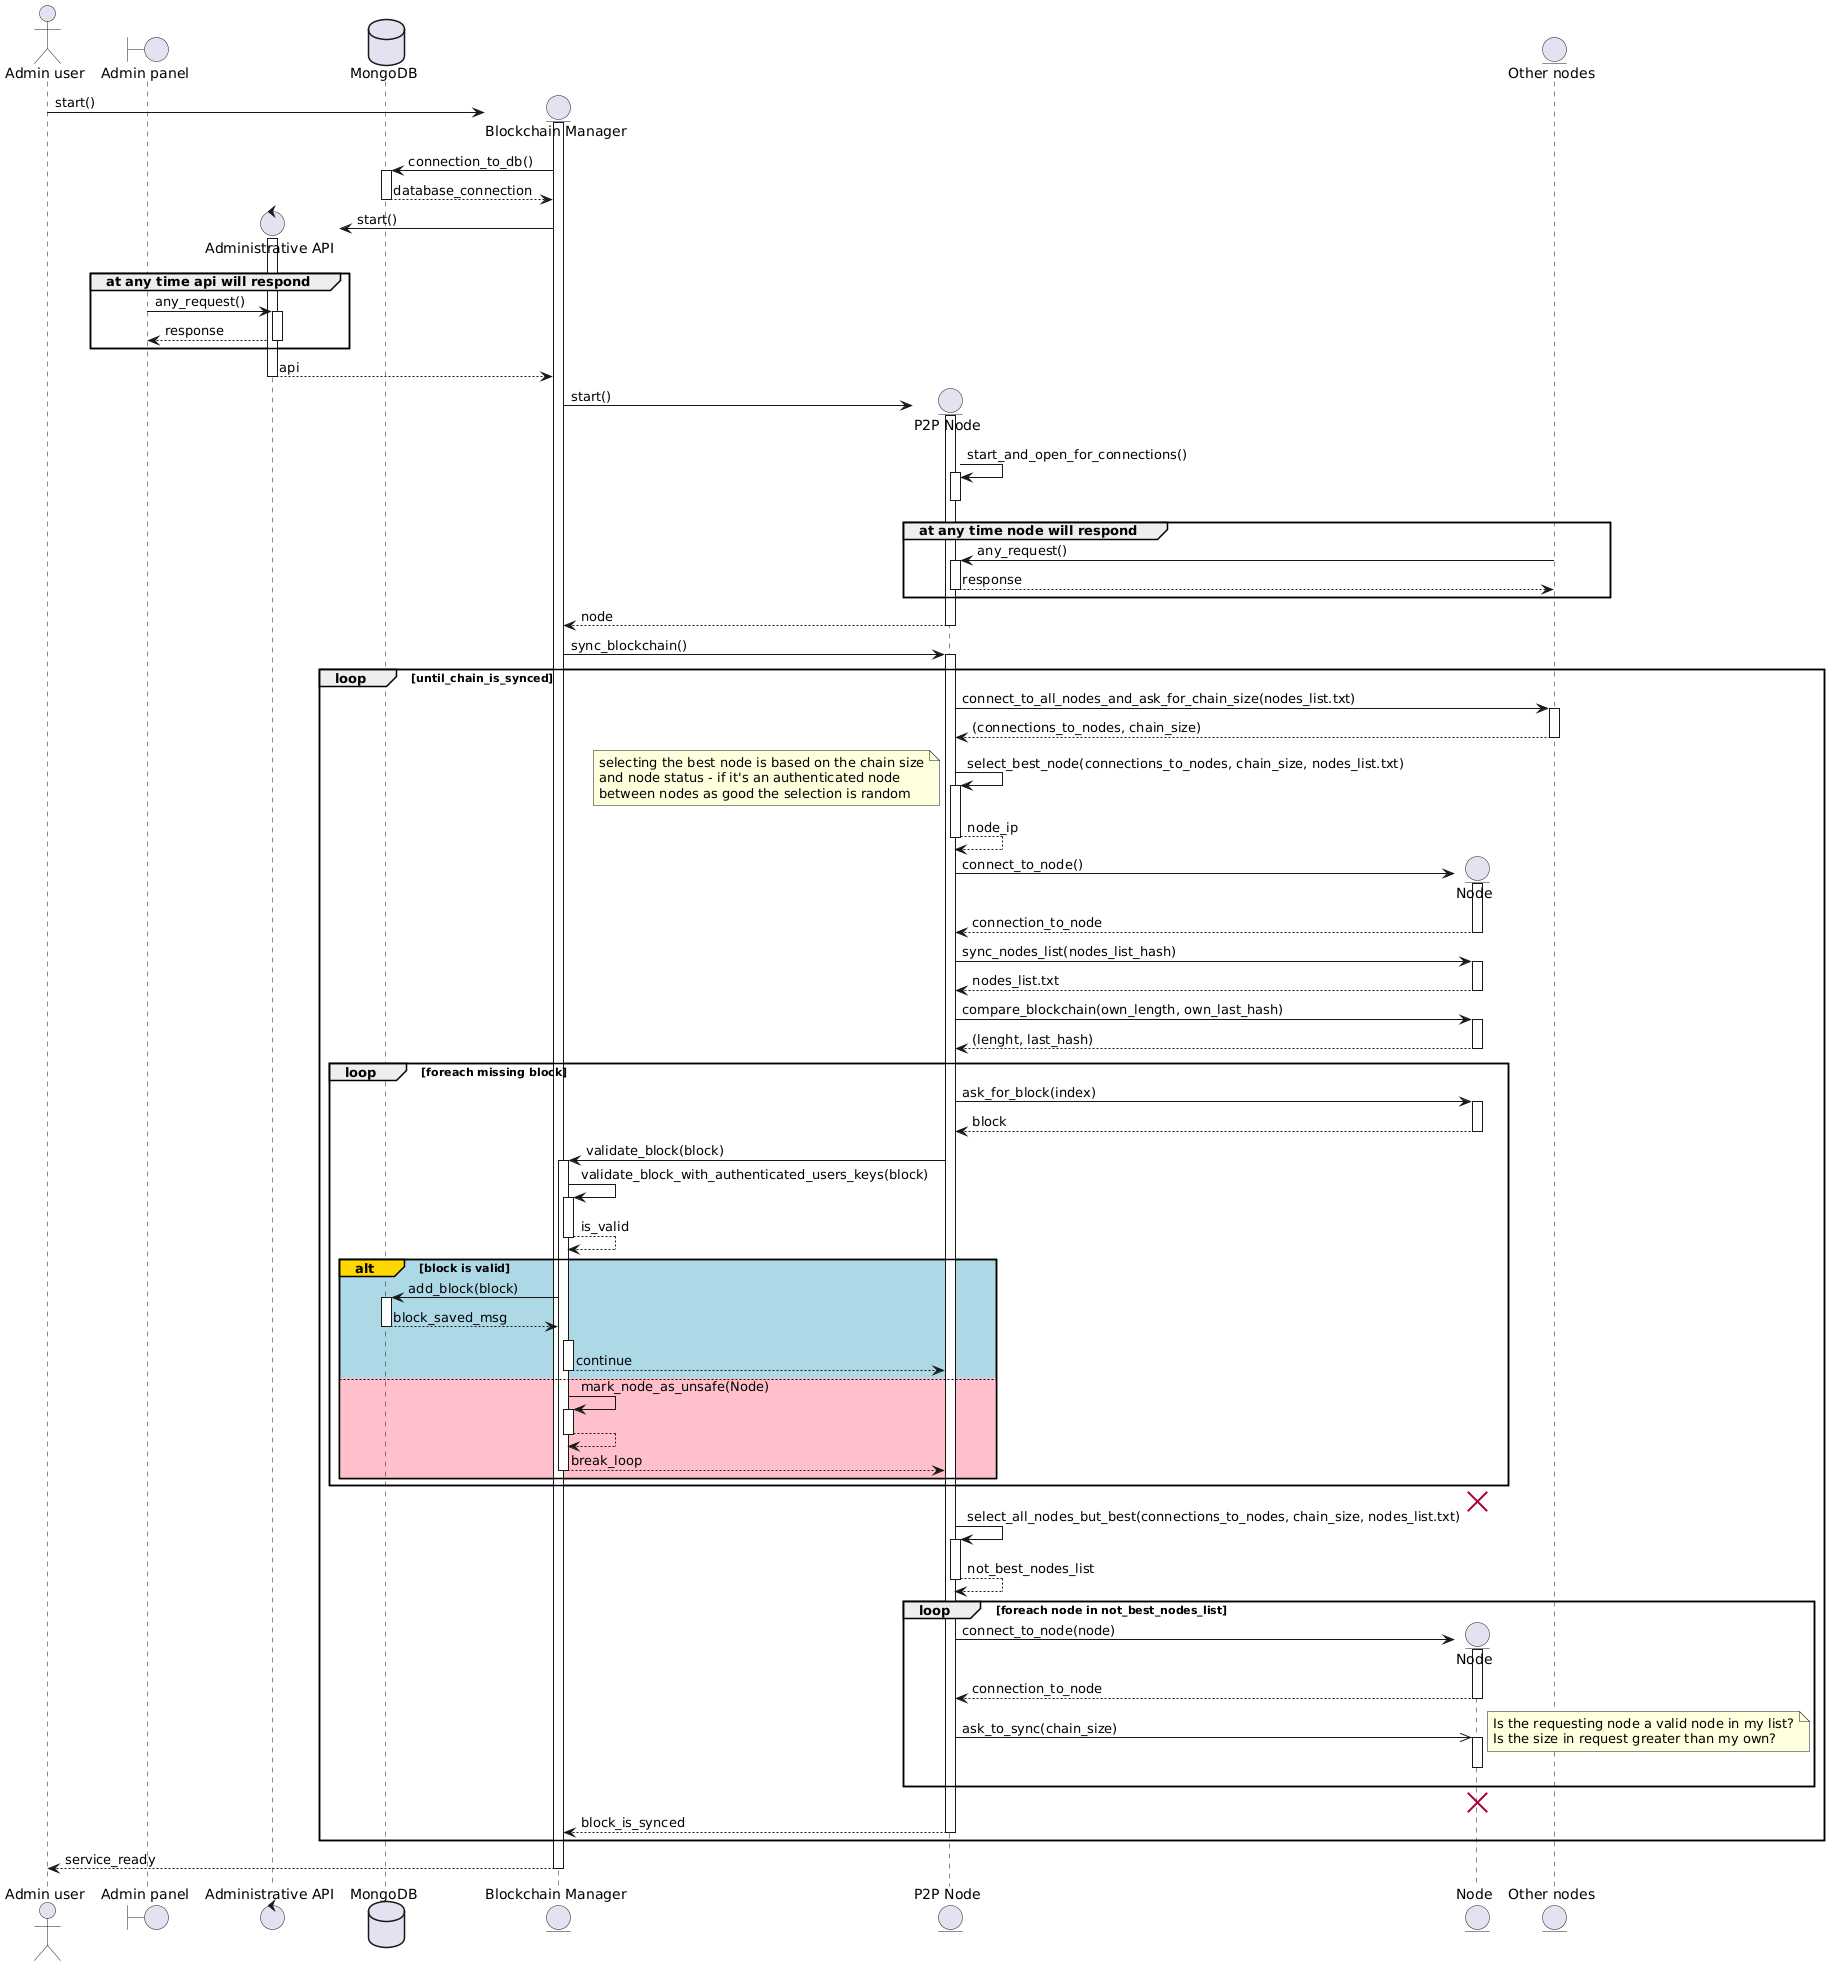 Admin user
Admin panel
MongoDB
Other nodes
start()
Blockchain Manager
connection_to_db()
database_connection
start()
Administrative API
at any time api will respond
any_request()
response
api
start()
P2P Node
start_and_open_for_connections()
at any time node will respond
any_request()
response
node
sync_blockchain()
loop
[until_chain_is_synced]
connect_to_all_nodes_and_ask_for_chain_size(nodes_list.txt)
(connections_to_nodes, chain_size)
selecting the best node is based on the chain size
and node status - if it's an authenticated node
between nodes as good the selection is random
select_best_node(connections_to_nodes, chain_size, nodes_list.txt)
node_ip
connect_to_node()
Node
connection_to_node
sync_nodes_list(nodes_list_hash)
nodes_list.txt
compare_blockchain(own_length, own_last_hash)
(lenght, last_hash)
loop
[foreach missing block]
ask_for_block(index)
block
validate_block(block)
validate_block_with_authenticated_users_keys(block)
is_valid
alt
[block is valid]
add_block(block)
block_saved_msg
continue
mark_node_as_unsafe(Node)
break_loop
select_all_nodes_but_best(connections_to_nodes, chain_size, nodes_list.txt)
not_best_nodes_list
loop
[foreach node in not_best_nodes_list]
connect_to_node(node)
Node
connection_to_node
ask_to_sync(chain_size)
Is the requesting node a valid node in my list?
Is the size in request greater than my own?
block_is_synced
service_ready
Admin user
Admin panel
Administrative API
MongoDB
Blockchain Manager
P2P Node
Node
Other nodes